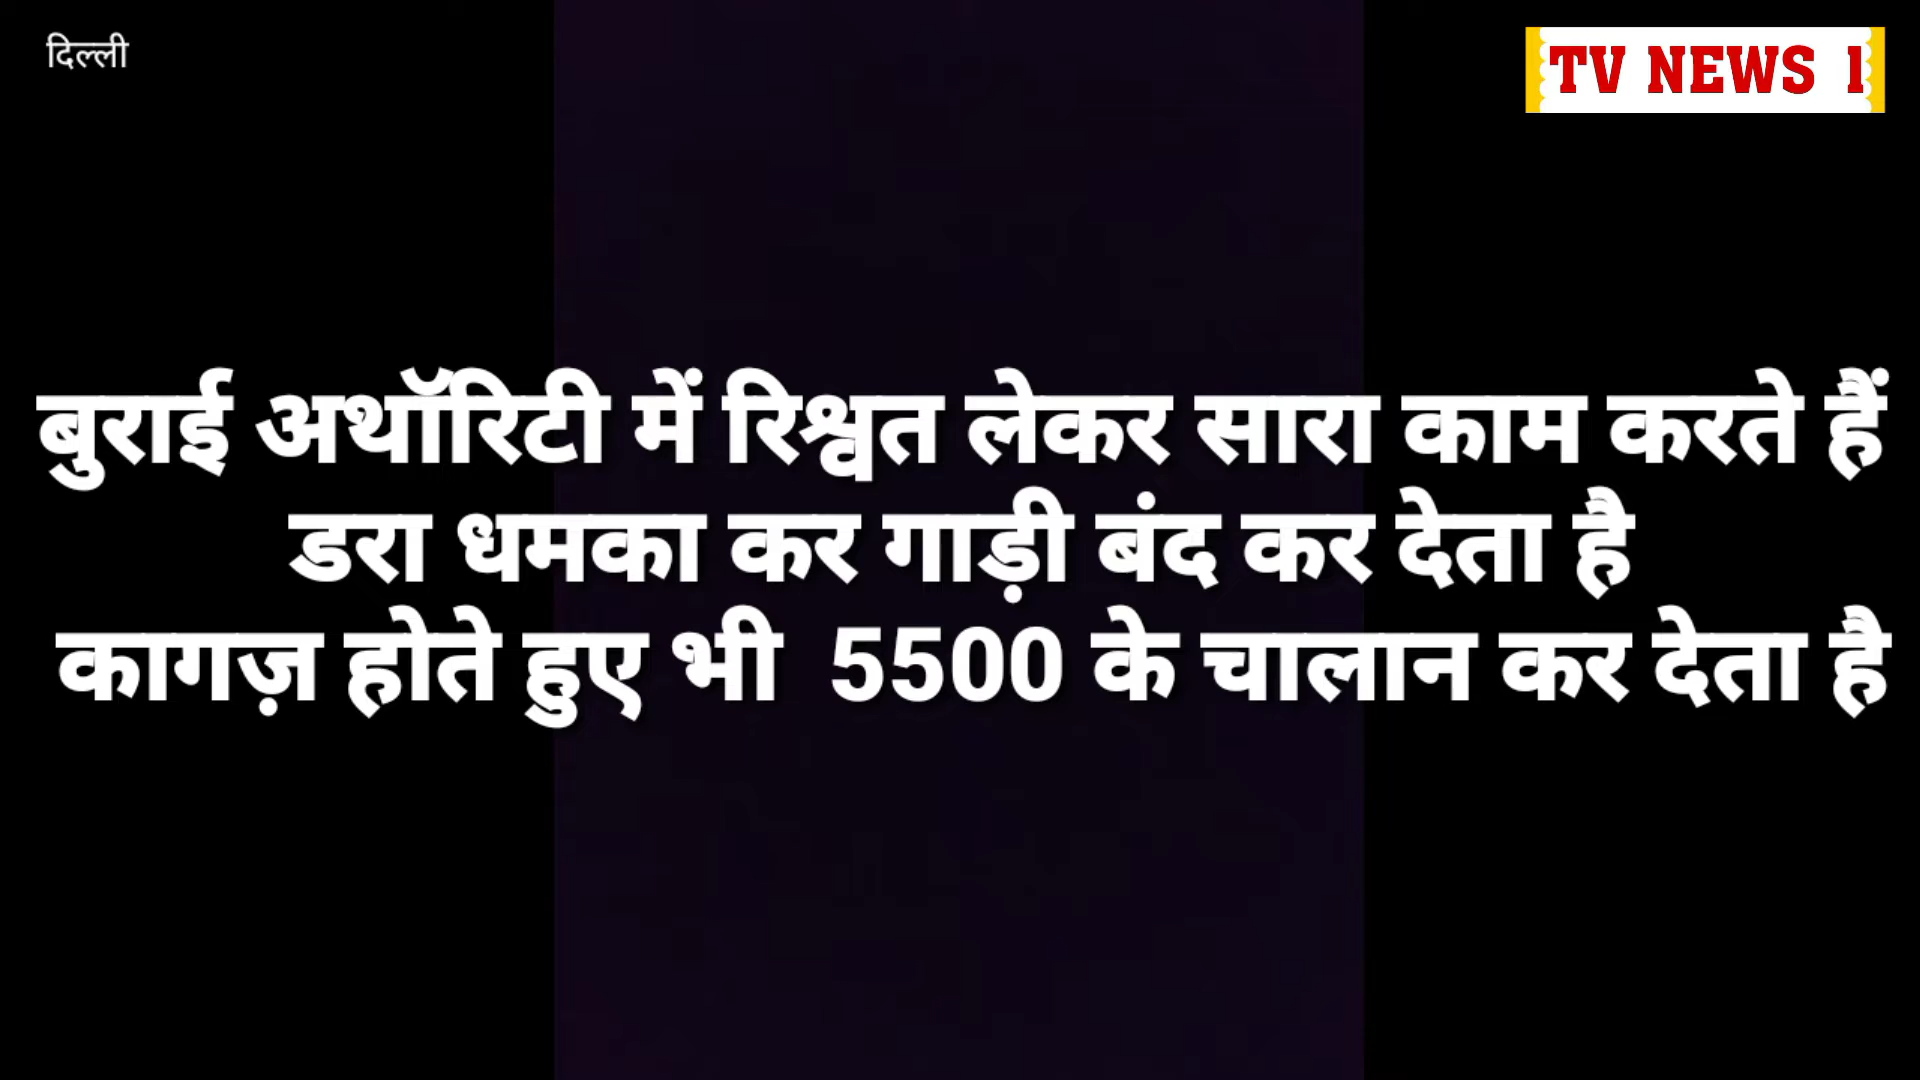 दिल्ली
TV NEWS 1
बुराई अथॉरिटी में रिश्वत लेकर सारा काम करते हैं
डरा धमका कर गाड़ी बंद कर देता है
कागज़ होते हुए भी 5500 के चालान कर देता है